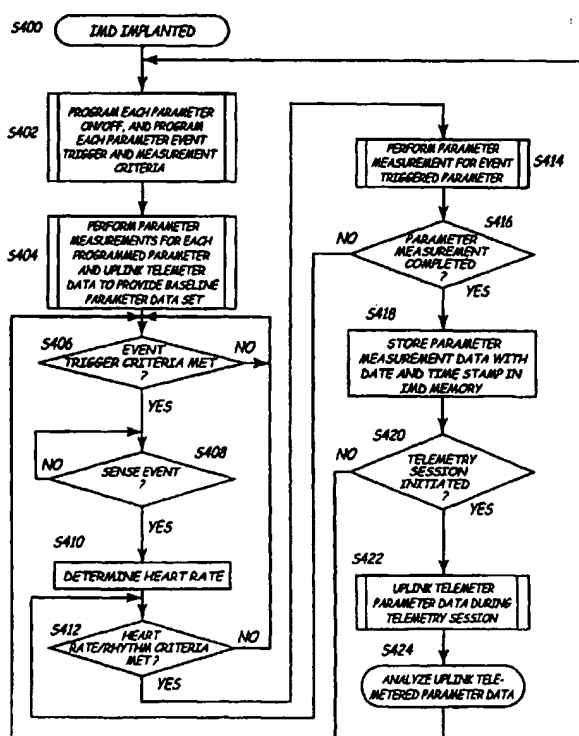 S400
IMD IMPLANTED
S402
PROGRAM EACH PARAMETER
ON/OFF, AND PROGRAM
EACH PARAMETER EVENT
TRIGGER AND MEASUREMENT
CRITERIA
S404
PERFORM PARAMETER
MEASUREMENTS FOR EACH
PROGRAMMED PARAMETER
AND UPLINK TELEMETER
DATA TO PROVIDE BASELINE
PARAMETER DATA SET
S406
EVENT
TRIGGER CRITERIA MET
?
NO
YES
S408
NO
SENSE EVENT
?
YES
S410
DETERMINE HEART RATE
S412
HEART
RATE/RHYTHM CRITERIA
MET ?
NO
YES
PERFORM PARAMETER
MEASUREMENT FOR EVENT
TRIGGERED PARAMETER
S414
S416
NO
PARAMETER
MEASUREMENT
COMPLETED
?
YES
S418
STORE PARAMETER
MEASUREMENT DATA WITH
DATE AND TIME STAMP IN
IMD MEMORY
S420
NO
TELEMETRY
SESSION
INITIATED
?
YES
S422
UPLINK TELEMETER
PARAMETER DATA DURING
TELEMETRY SESSION
S424
ANALYZE UPLINK TELE-
METERED PARAMETER DATA